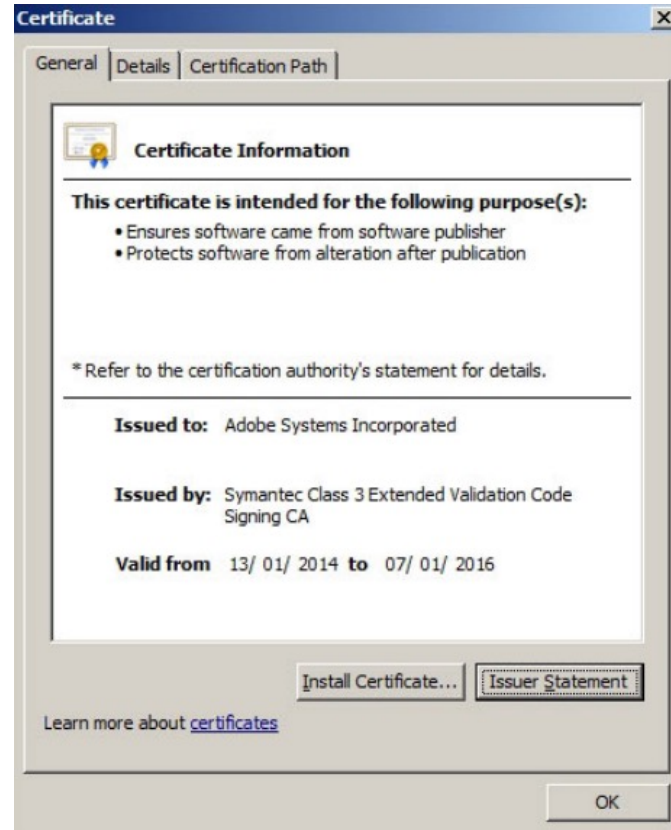 Certificate
General
Details
Certification Path
Certificate Information
This certificate is intended for the following purpose(s):
• Ensures software came from software publisher
• Protects software from alteration after publication
* Refer to the certification authority's statement for details.
Issued to: Adobe Systems Incorporated
Issued by: Symantec Class 3 Extended Validation Code
Signing CA
Valid from 13/ 01/ 2014 to 07/ 01/ 2016
Install Certificate...
Issuer Statement
Learn more about certificates
OK